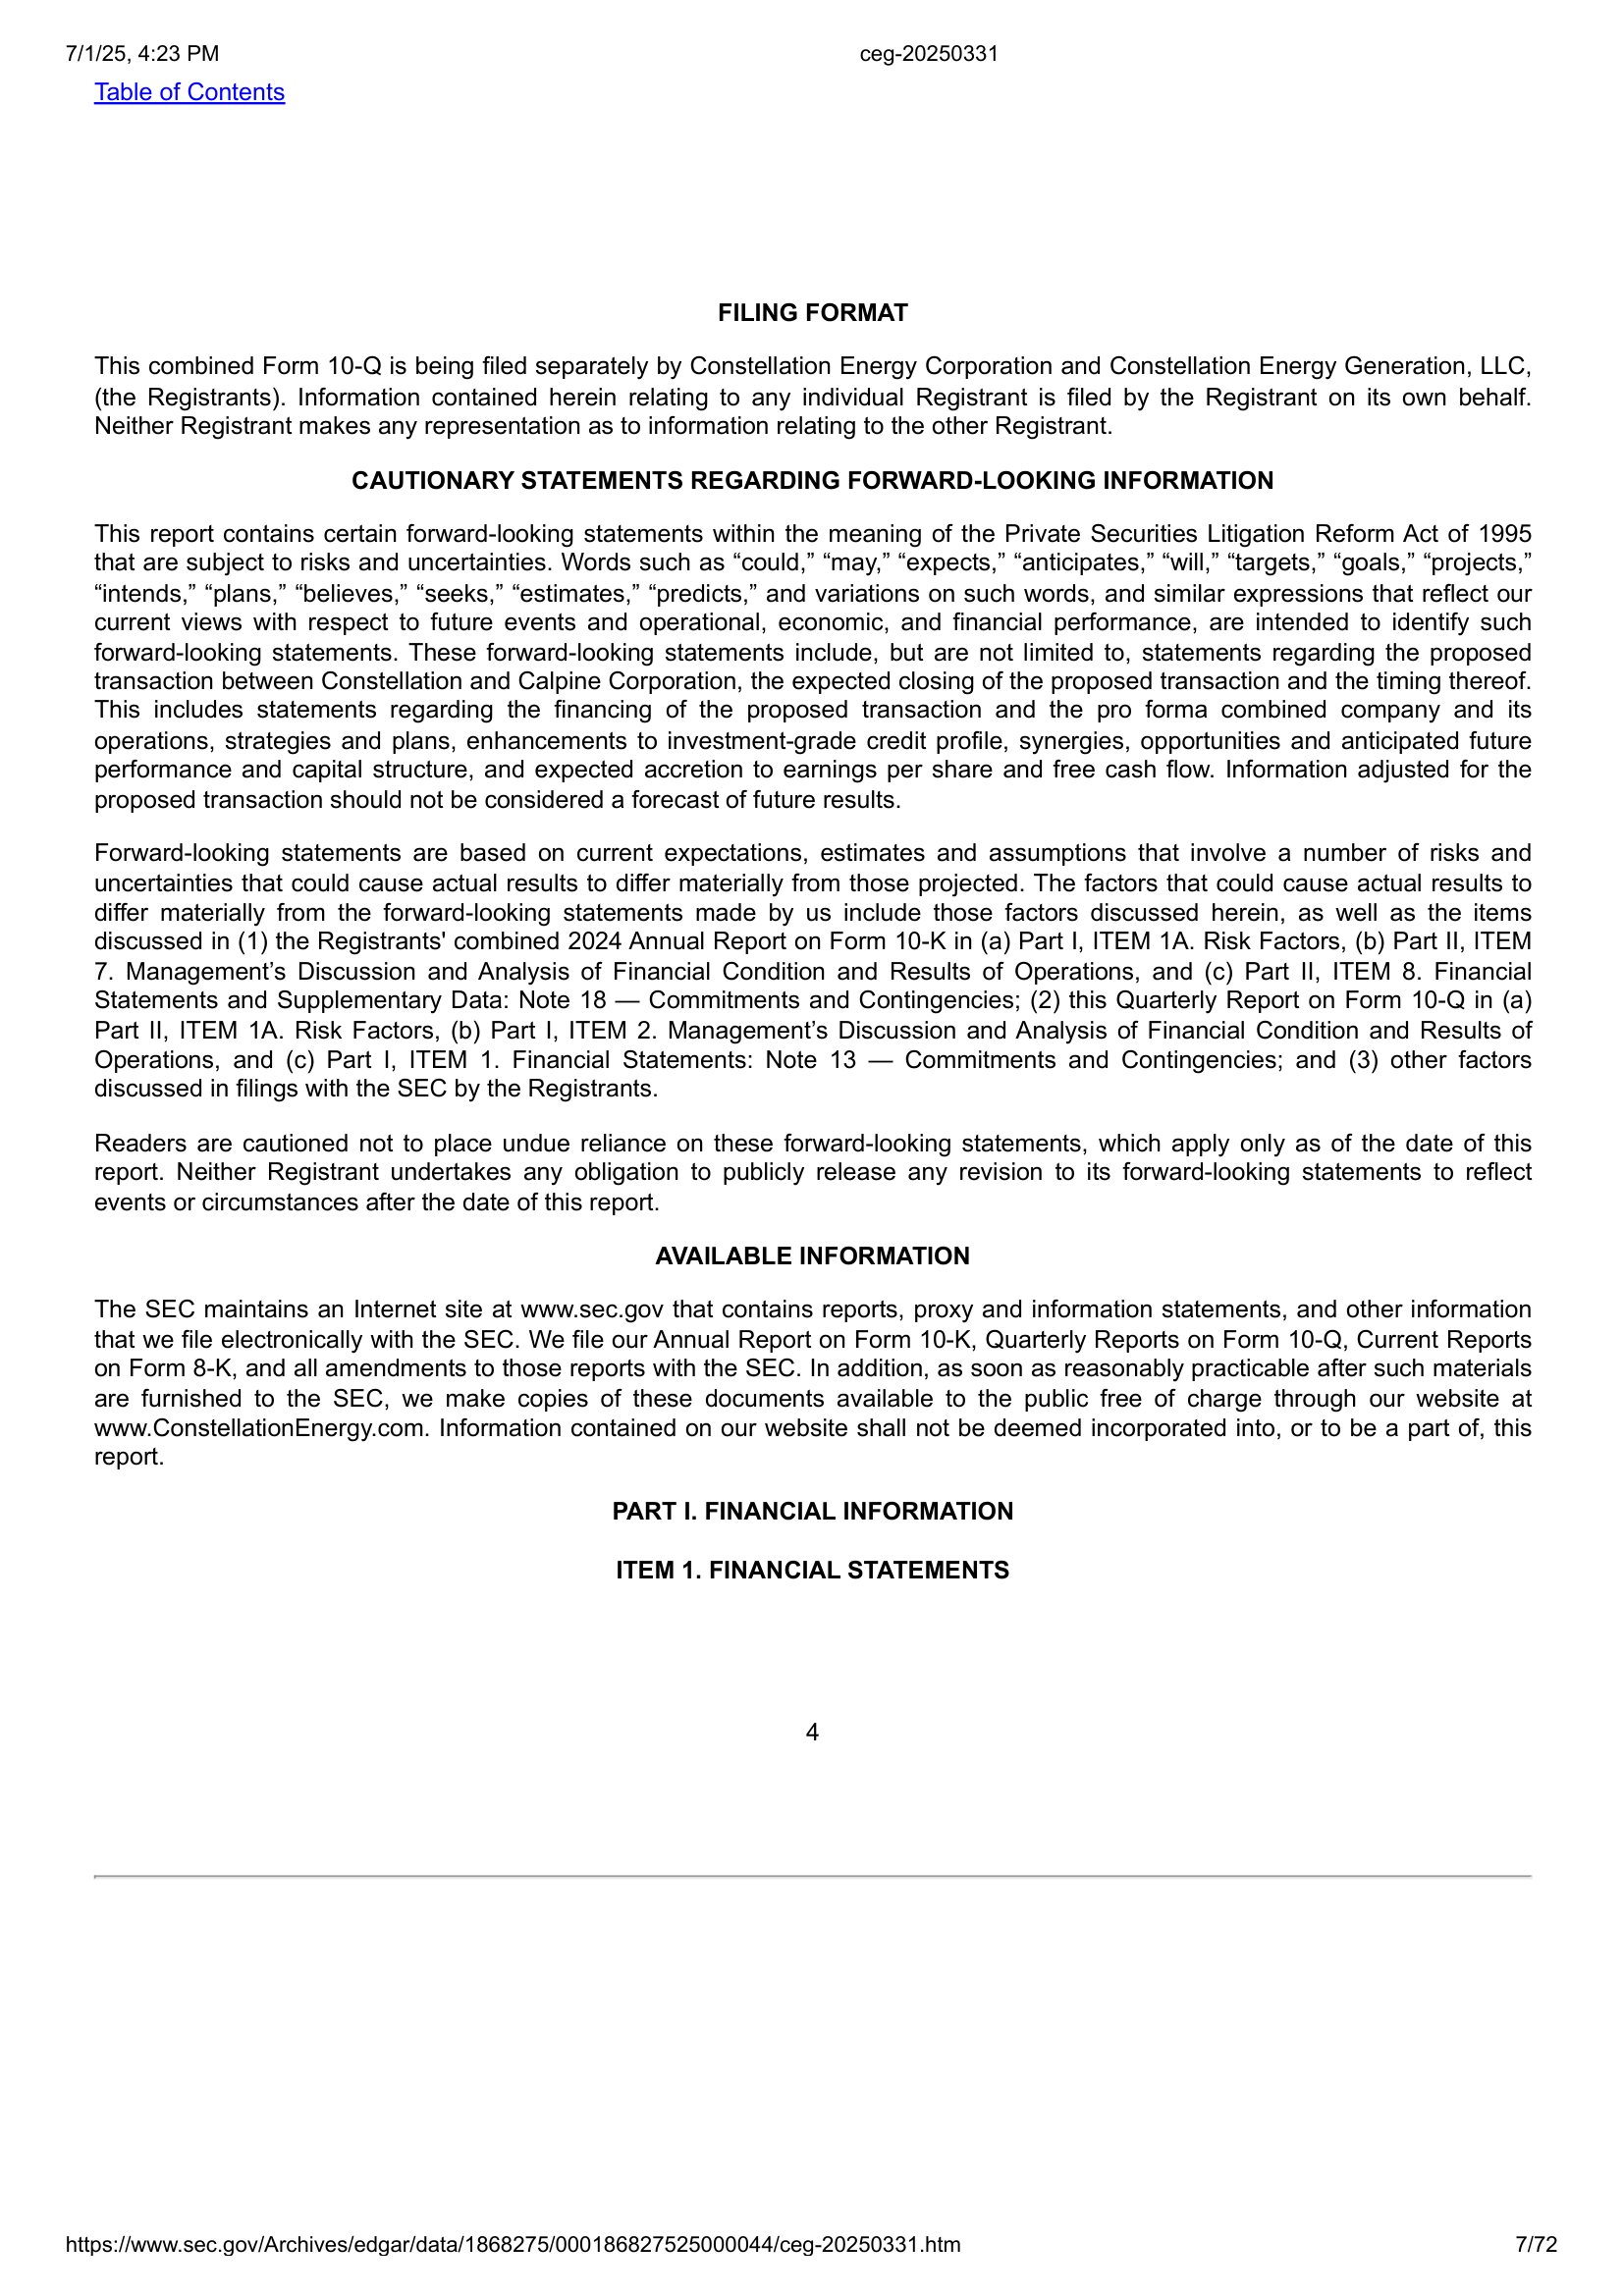 7/1/25, 4:23 PM
ceg-20250331
Table of Contents
FILING FORMAT
This combined Form 10-Q is being filed separately by Constellation Energy Corporation and Constellation Energy Generation, LLC,
(the Registrants). Information contained herein relating to any individual Registrant is filed by the Registrant on its own behalf.
Neither Registrant makes any representation as to information relating to the other Registrant.
CAUTIONARY STATEMENTS REGARDING FORWARD-LOOKING INFORMATION
This report contains certain forward-looking statements within the meaning of the Private Securities Litigation Reform Act of 1995
that are subject to risks and uncertainties. Words such as “could,” “may,” “expects,” “anticipates,” “will,” “targets,” “goals,” “projects,”
“intends,” “plans,” “believes,” “seeks,” “estimates,” “predicts,” and variations on such words, and similar expressions that reflect our
current views with respect to future events and operational, economic, and financial performance, are intended to identify such
forward-looking statements. These forward-looking statements include, but are not limited to, statements regarding the proposed
transaction between Constellation and Calpine Corporation, the expected closing of the proposed transaction and the timing thereof.
This includes statements regarding the financing of the proposed transaction and the pro forma combined company and its
operations, strategies and plans, enhancements to investment-grade credit profile, synergies, opportunities and anticipated future
performance and capital structure, and expected accretion to earnings per share and free cash flow. Information adjusted for the
proposed transaction should not be considered a forecast of future results.
Forward-looking statements are based on current expectations, estimates and assumptions that involve a number of risks and
uncertainties that could cause actual results to differ materially from those projected. The factors that could cause actual results to
differ materially from the forward-looking statements made by us include those factors discussed herein, as well as the items
discussed in (1) the Registrants' combined 2024 Annual Report on Form 10-K in (a) Part I, ITEM 1A. Risk Factors, (b) Part II, ITEM
7. Management’s Discussion and Analysis of Financial Condition and Results of Operations, and (c) Part II, ITEM 8. Financial
Statements and Supplementary Data: Note 18 — Commitments and Contingencies; (2) this Quarterly Report on Form 10-Q in (a)
Part II, ITEM 1A. Risk Factors, (b) Part I, ITEM 2. Management’s Discussion and Analysis of Financial Condition and Results of
Operations, and (c) Part I, ITEM 1. Financial Statements: Note 13 — Commitments and Contingencies; and (3) other factors
discussed in filings with the SEC by the Registrants.
Readers are cautioned not to place undue reliance on these forward-looking statements, which apply only as of the date of this
report. Neither Registrant undertakes any obligation to publicly release any revision to its forward-looking statements to reflect
events or circumstances after the date of this report.
AVAILABLE INFORMATION
The SEC maintains an Internet site at www.sec.gov that contains reports, proxy and information statements, and other information
that we file electronically with the SEC. We file our Annual Report on Form 10-K, Quarterly Reports on Form 10-Q, Current Reports
on Form 8-K, and all amendments to those reports with the SEC. In addition, as soon as reasonably practicable after such materials
are furnished to the SEC, we make copies of these documents available to the public free of charge through our website at
www.ConstellationEnergy.com. Information contained on our website shall not be deemed incorporated into, or to be a part of, this
report.
PART I. FINANCIAL INFORMATION
ITEM 1. FINANCIAL STATEMENTS
4
https://www.sec.gov/Archives/edgar/data/1868275/000186827525000044/ceg-20250331.htm
7/72